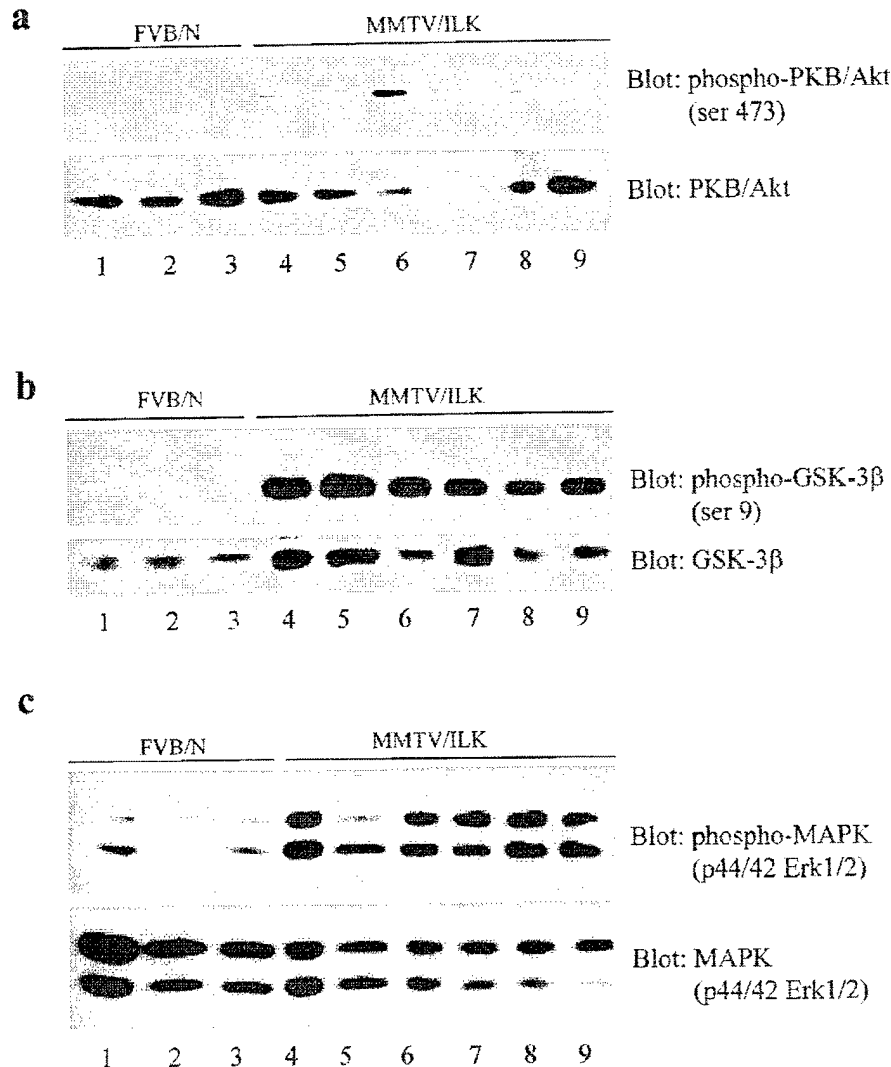 a
FVB/N MMTV/ILK
Blot: phospho-PKB/Akt
(ser 473)
Blot: PKB/Akt
1 2 3 4 5 6 7 8 9
b
FVB/N MMTV/ILK
Blot: phospho-GSK-3β
(ser 9)
Blot: GSK-3β
1 2 3 4 5 6 7 8 9
c
FVB/N MMTV/ILK
Blot: phospho-MAPK
(p44/42 Erk1/2)
Blot: MAPK
(p44/42 Erk1/2)
1 2 3 4 5 6 7 8 9